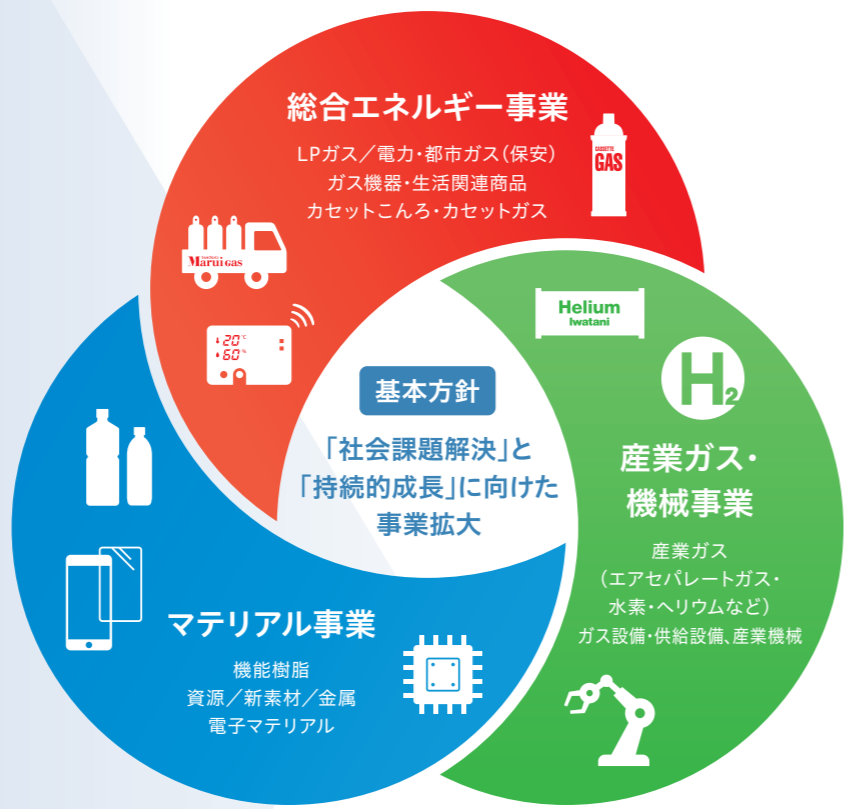 総合エネルギー事業
LPガス／電力・都市ガス（保安）
ガス機器・生活関連商品
カセットこんろ・カセットガス
CASSETTE
GAS
Marui gas
20℃
60%
Helium
Iwatani
H2
基本方針
「社会課題解決」と
「持続的成長」に向けた
事業拡大
産業ガス・
機械事業
産業ガス
（エアセパレートガス・
水素・ヘリウムなど）
ガス設備・供給設備、産業機械
マテリアル事業
機能樹脂
資源／新素材／金属
電子マテリアル